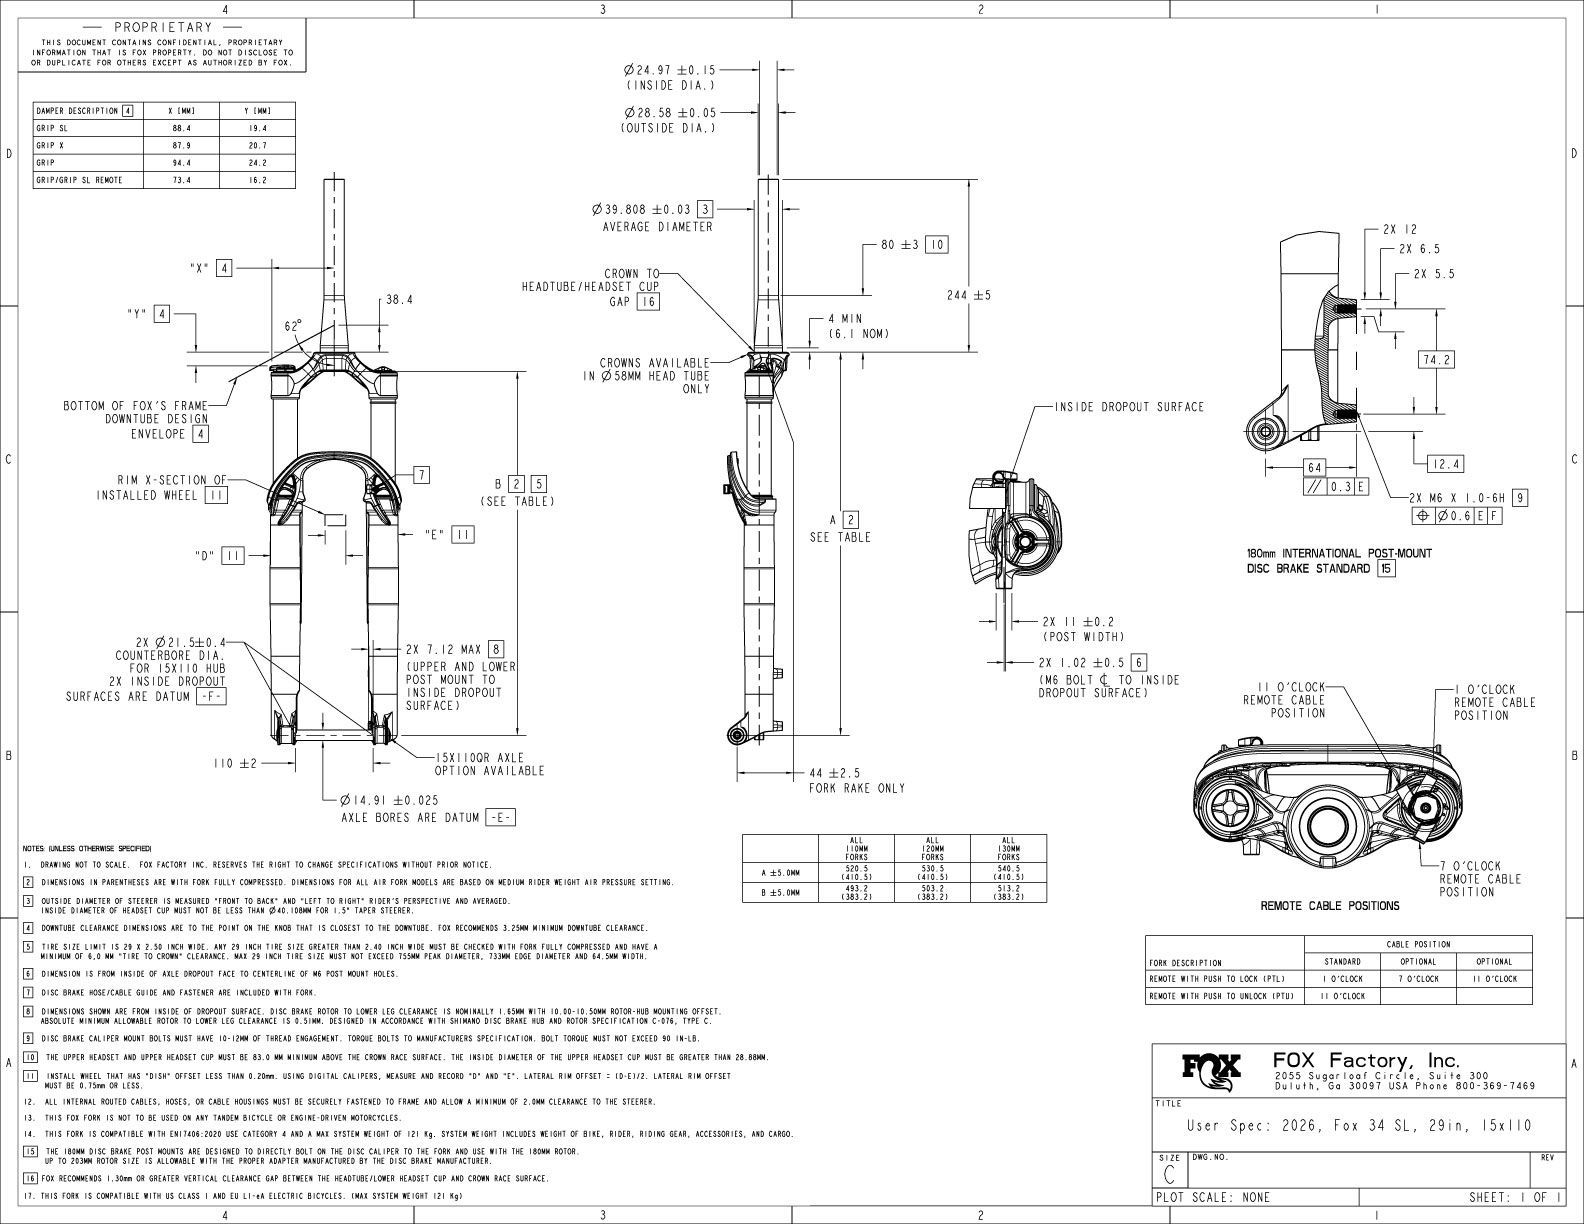 4 3 2 1
PROPRIETARY
THIS DOCUMENT CONTAINS CONFIDENTIAL, PROPRIETARY
INFORMATION THAT IS FOX PROPERTY. DO NOT DISCLOSE TO
OR DUPLICATE FOR OTHERS EXCEPT AS AUTHORIZED BY FOX.
DAMPER DESCRIPTION 4 X [MM] Y [MM]
GRIP SL 88.4 19.4
GRIP X 87.9 20.7
GRIP 94.4 24.2
GRIP/GRIP SL REMOTE 73.4 16.2
D
D
"X" 4
"Y" 4
62°
38.4
BOTTOM OF FOX'S FRAME
DOWNTUBE DESIGN
ENVELOPE 4
RIM X-SECTION OF
INSTALLED WHEEL 11
7
"D" 11
"E" 11
B 2 5
(SEE TABLE)
2X Ø21.5±0.4
COUNTERBORE DIA.
FOR 15X110 HUB
2X INSIDE DROPOUT
SURFACES ARE DATUM -F-
2X 7.12 MAX 8
(UPPER AND LOWER
POST MOUNT TO
INSIDE DROPOUT
SURFACE)
110 ±2
15X110QR AXLE
OPTION AVAILABLE
Ø14.91 ±0.025
AXLE BORES ARE DATUM -E-
Ø24.97 ±0.15
(INSIDE DIA.)
Ø28.58 ±0.05
(OUTSIDE DIA.)
Ø39.808 ±0.03 3
AVERAGE DIAMETER
80 ±3 10
CROWN TO
HEADTUBE/HEADSET CUP
GAP 16
244 ±5
4 MIN
(6.1 NOM)
CROWNS AVAILABLE
IN Ø58MM HEAD TUBE
ONLY
A 2
SEE TABLE
44 ±2.5
FORK RAKE ONLY
INSIDE DROPOUT SURFACE
2X 11 ±0.2
(POST WIDTH)
2X 1.02 ±0.5 6
(M6 BOLT ℄ TO INSIDE
DROPOUT SURFACE)
2X 12
2X 6.5
2X 5.5
74.2
64
// 0.3 E
12.4
2X M6 X 1.0-6H 9
⌖ Ø0.6 E F
180mm INTERNATIONAL POST-MOUNT
DISC BRAKE STANDARD 15
C
C
11 O'CLOCK
REMOTE CABLE
POSITION
1 O'CLOCK
REMOTE CABLE
POSITION
7 O'CLOCK
REMOTE CABLE
POSITION
REMOTE CABLE POSITIONS
B
B
ALL 110MM FORKS ALL 120MM FORKS ALL 130MM FORKS
A ±5.0MM 520.5 (410.5) 530.5 (410.5) 540.5 (410.5)
B ±5.0MM 493.2 (383.2) 503.2 (383.2) 513.2 (383.2)
CABLE POSITION
FORK DESCRIPTION STANDARD OPTIONAL OPTIONAL
REMOTE WITH PUSH TO LOCK (PTL) 1 O'CLOCK 7 O'CLOCK 11 O'CLOCK
REMOTE WITH PUSH TO UNLOCK (PTU) 11 O'CLOCK
NOTES: (UNLESS OTHERWISE SPECIFIED)
1. DRAWING NOT TO SCALE. FOX FACTORY INC. RESERVES THE RIGHT TO CHANGE SPECIFICATIONS WITHOUT PRIOR NOTICE.
2 DIMENSIONS IN PARENTHESES ARE WITH FORK FULLY COMPRESSED. DIMENSIONS FOR ALL AIR FORK MODELS ARE BASED ON MEDIUM RIDER WEIGHT AIR PRESSURE SETTING.
3 OUTSIDE DIAMETER OF STEERER IS MEASURED "FRONT TO BACK" AND "LEFT TO RIGHT" RIDER'S PERSPECTIVE AND AVERAGED.
INSIDE DIAMETER OF HEADSET CUP MUST NOT BE LESS THAN Ø40.108MM FOR 1.5" TAPER STEERER.
4 DOWNTUBE CLEARANCE DIMENSIONS ARE TO THE POINT ON THE KNOB THAT IS CLOSEST TO THE DOWNTUBE. FOX RECOMMENDS 3.25MM MINIMUM DOWNTUBE CLEARANCE.
5 TIRE SIZE LIMIT IS 29 X 2.50 INCH WIDE. ANY 29 INCH TIRE SIZE GREATER THAN 2.40 INCH WIDE MUST BE CHECKED WITH FORK FULLY COMPRESSED AND HAVE A
MINIMUM OF 6,0 MM "TIRE TO CROWN" CLEARANCE. MAX 29 INCH TIRE SIZE MUST NOT EXCEED 755MM PEAK DIAMETER, 733MM EDGE DIAMETER AND 64.5MM WIDTH.
6 DIMENSION IS FROM INSIDE OF AXLE DROPOUT FACE TO CENTERLINE OF M6 POST MOUNT HOLES.
7 DISC BRAKE HOSE/CABLE GUIDE AND FASTENER ARE INCLUDED WITH FORK.
8 DIMENSIONS SHOWN ARE FROM INSIDE OF DROPOUT SURFACE. DISC BRAKE ROTOR TO LOWER LEG CLEARANCE IS NOMINALLY 1.65MM WITH 10.00-10.50MM ROTOR-HUB MOUNTING OFFSET.
ABSOLUTE MINIMUM ALLOWABLE ROTOR TO LOWER LEG CLEARANCE IS 0.51MM. DESIGNED IN ACCORDANCE WITH SHIMANO DISC BRAKE HUB AND ROTOR SPECIFICATION C-076, TYPE C.
9 DISC BRAKE CALIPER MOUNT BOLTS MUST HAVE 10-12MM OF THREAD ENGAGEMENT. TORQUE BOLTS TO MANUFACTURERS SPECIFICATION. BOLT TORQUE MUST NOT EXCEED 90 IN-LB.
10 THE UPPER HEADSET AND UPPER HEADSET CUP MUST BE 83.0 MM MINIMUM ABOVE THE CROWN RACE SURFACE. THE INSIDE DIAMETER OF THE UPPER HEADSET CUP MUST BE GREATER THAN 28.88MM.
11 INSTALL WHEEL THAT HAS "DISH" OFFSET LESS THAN 0.20mm. USING DIGITAL CALIPERS, MEASURE AND RECORD "D" AND "E". LATERAL RIM OFFSET = (D-E)/2. LATERAL RIM OFFSET
MUST BE 0.75mm OR LESS.
12. ALL INTERNAL ROUTED CABLES, HOSES, OR CABLE HOUSINGS MUST BE SECURELY FASTENED TO FRAME AND ALLOW A MINIMUM OF 2.0MM CLEARANCE TO THE STEERER.
13. THIS FOX FORK IS NOT TO BE USED ON ANY TANDEM BICYCLE OR ENGINE-DRIVEN MOTORCYCLES.
14. THIS FORK IS COMPATIBLE WITH EN17406:2020 USE CATEGORY 4 AND A MAX SYSTEM WEIGHT OF 121 Kg. SYSTEM WEIGHT INCLUDES WEIGHT OF BIKE, RIDER, RIDING GEAR, ACCESSORIES, AND CARGO.
15 THE 180MM DISC BRAKE POST MOUNTS ARE DESIGNED TO DIRECTLY BOLT ON THE DISC CALIPER TO THE FORK AND USE WITH THE 180MM ROTOR.
UP TO 203MM ROTOR SIZE IS ALLOWABLE WITH THE PROPER ADAPTER MANUFACTURED BY THE DISC BRAKE MANUFACTURER.
16 FOX RECOMMENDS 1.30mm OR GREATER VERTICAL CLEARANCE GAP BETWEEN THE HEADTUBE/LOWER HEADSET CUP AND CROWN RACE SURFACE.
17. THIS FORK IS COMPATIBLE WITH US CLASS 1 AND EU L1-eA ELECTRIC BICYCLES. (MAX SYSTEM WEIGHT 121 Kg)
A
A
FOX
FOX Factory, Inc.
2055 Sugarloaf Circle, Suite 300
Duluth, Ga 30097 USA Phone 800-369-7469
TITLE
User Spec: 2026, Fox 34 SL, 29in, 15x110
SIZE DWG.NO. REV
C
PLOT SCALE: NONE SHEET: 1 OF 1
4 3 2 1